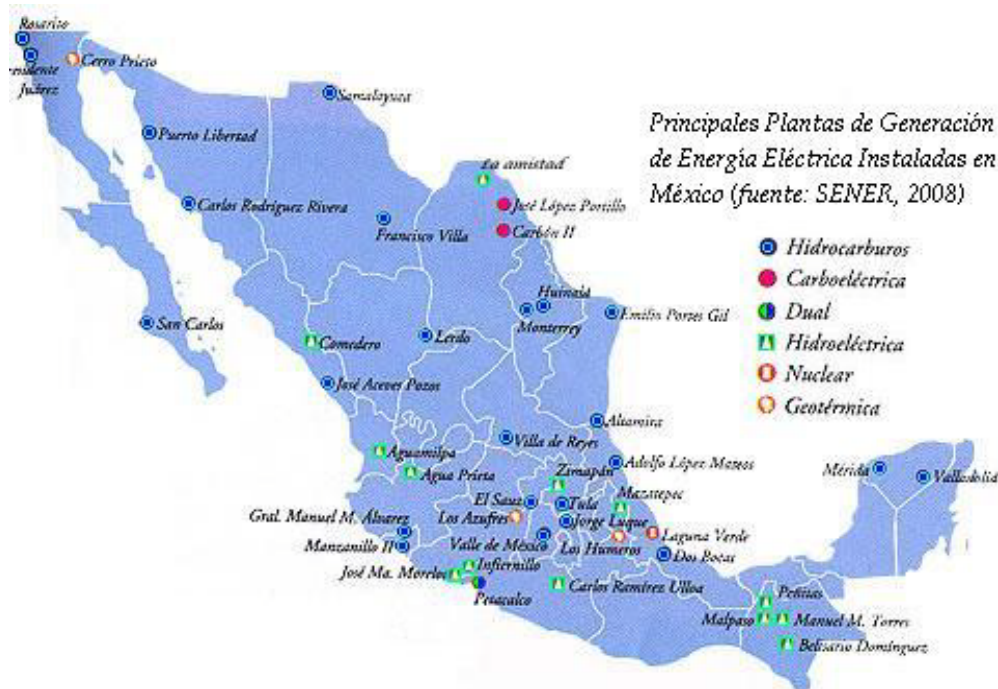 Rosarito
Cerro Prieto
residente
Juárez
Samalayuca
Puerto Libertad
Principales Plantas de Generación
de Energía Eléctrica Instaladas en
México (fuente: SENER, 2008)
La amistad
José López Portillo
Carbón II
Carlos Rodríguez Rivera
Francisco Villa
Hidrocarburos
Carboeléctrica
Dual
Hidroeléctrica
Nuclear
Geotérmica
Huinalá
Monterrey
Emilio Portes Gil
San Carlos
Comedero
Lerdo
José Aceves Pozos
Altamira
Villa de Reyes
Aguamilpa
Agua Prieta
Adolfo López Mateos
Zimapán
Mazatepec
Mérida
Valladolid
El Sauz
Tula
Los Azufres
Jorge Luque
Gral. Manuel M. Álvarez
Manzanillo II
Valle de México
Los Humeros
Laguna Verde
Dos Bocas
José Ma. Morelos
Infiernillo
Petacalco
Carlos Ramírez Ulloa
Peñitas
Malpaso
Manuel M. Torres
Belisario Domínguez